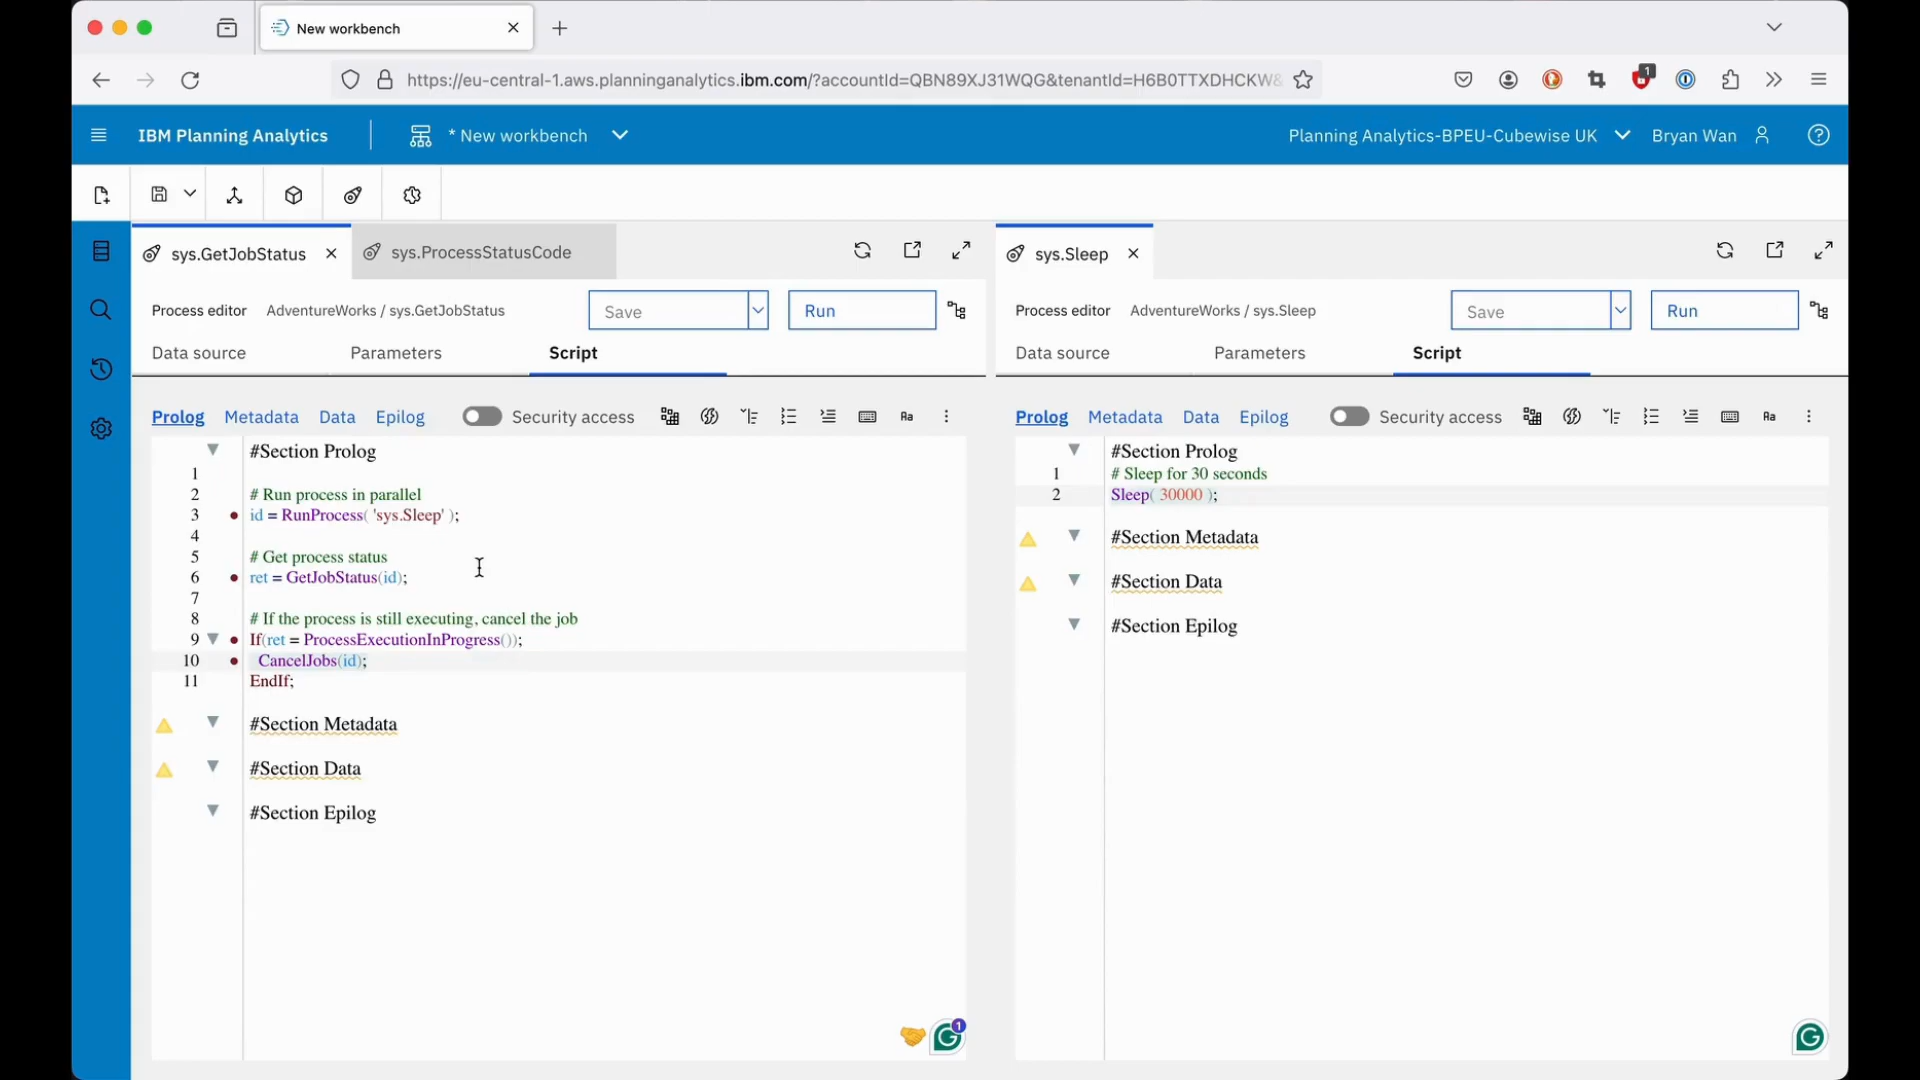 New workbench
https://eu-central-1.aws.planninganalytics.ibm.com/?accountId=QBN89XJ31WQG&tenantId=H6B0TTXDHCKW&
1
IBM Planning Analytics
* New workbench
Planning Analytics-BPEU-Cubewise UK
Bryan Wan
sys.GetJobStatus
sys.ProcessStatusCode
Process editor AdventureWorks / sys.GetJobStatus
Save
Run
Data source Parameters Script
Prolog Metadata Data Epilog Security access Aa
#Section Prolog
1
2 # Run process in parallel
3 id = RunProcess( 'sys.Sleep' );
4
5 # Get process status
6 ret = GetJobStatus(id);
7
8 # If the process is still executing, cancel the job
9 If(ret = ProcessExecutionInProgress());
10 CancelJobs(id);
11 EndIf;
#Section Metadata
#Section Data
#Section Epilog
G 1
sys.Sleep
Process editor AdventureWorks / sys.Sleep
Save
Run
Data source Parameters Script
Prolog Metadata Data Epilog Security access Aa
#Section Prolog
1 # Sleep for 30 seconds
2 Sleep( 30000 );
#Section Metadata
#Section Data
#Section Epilog
G